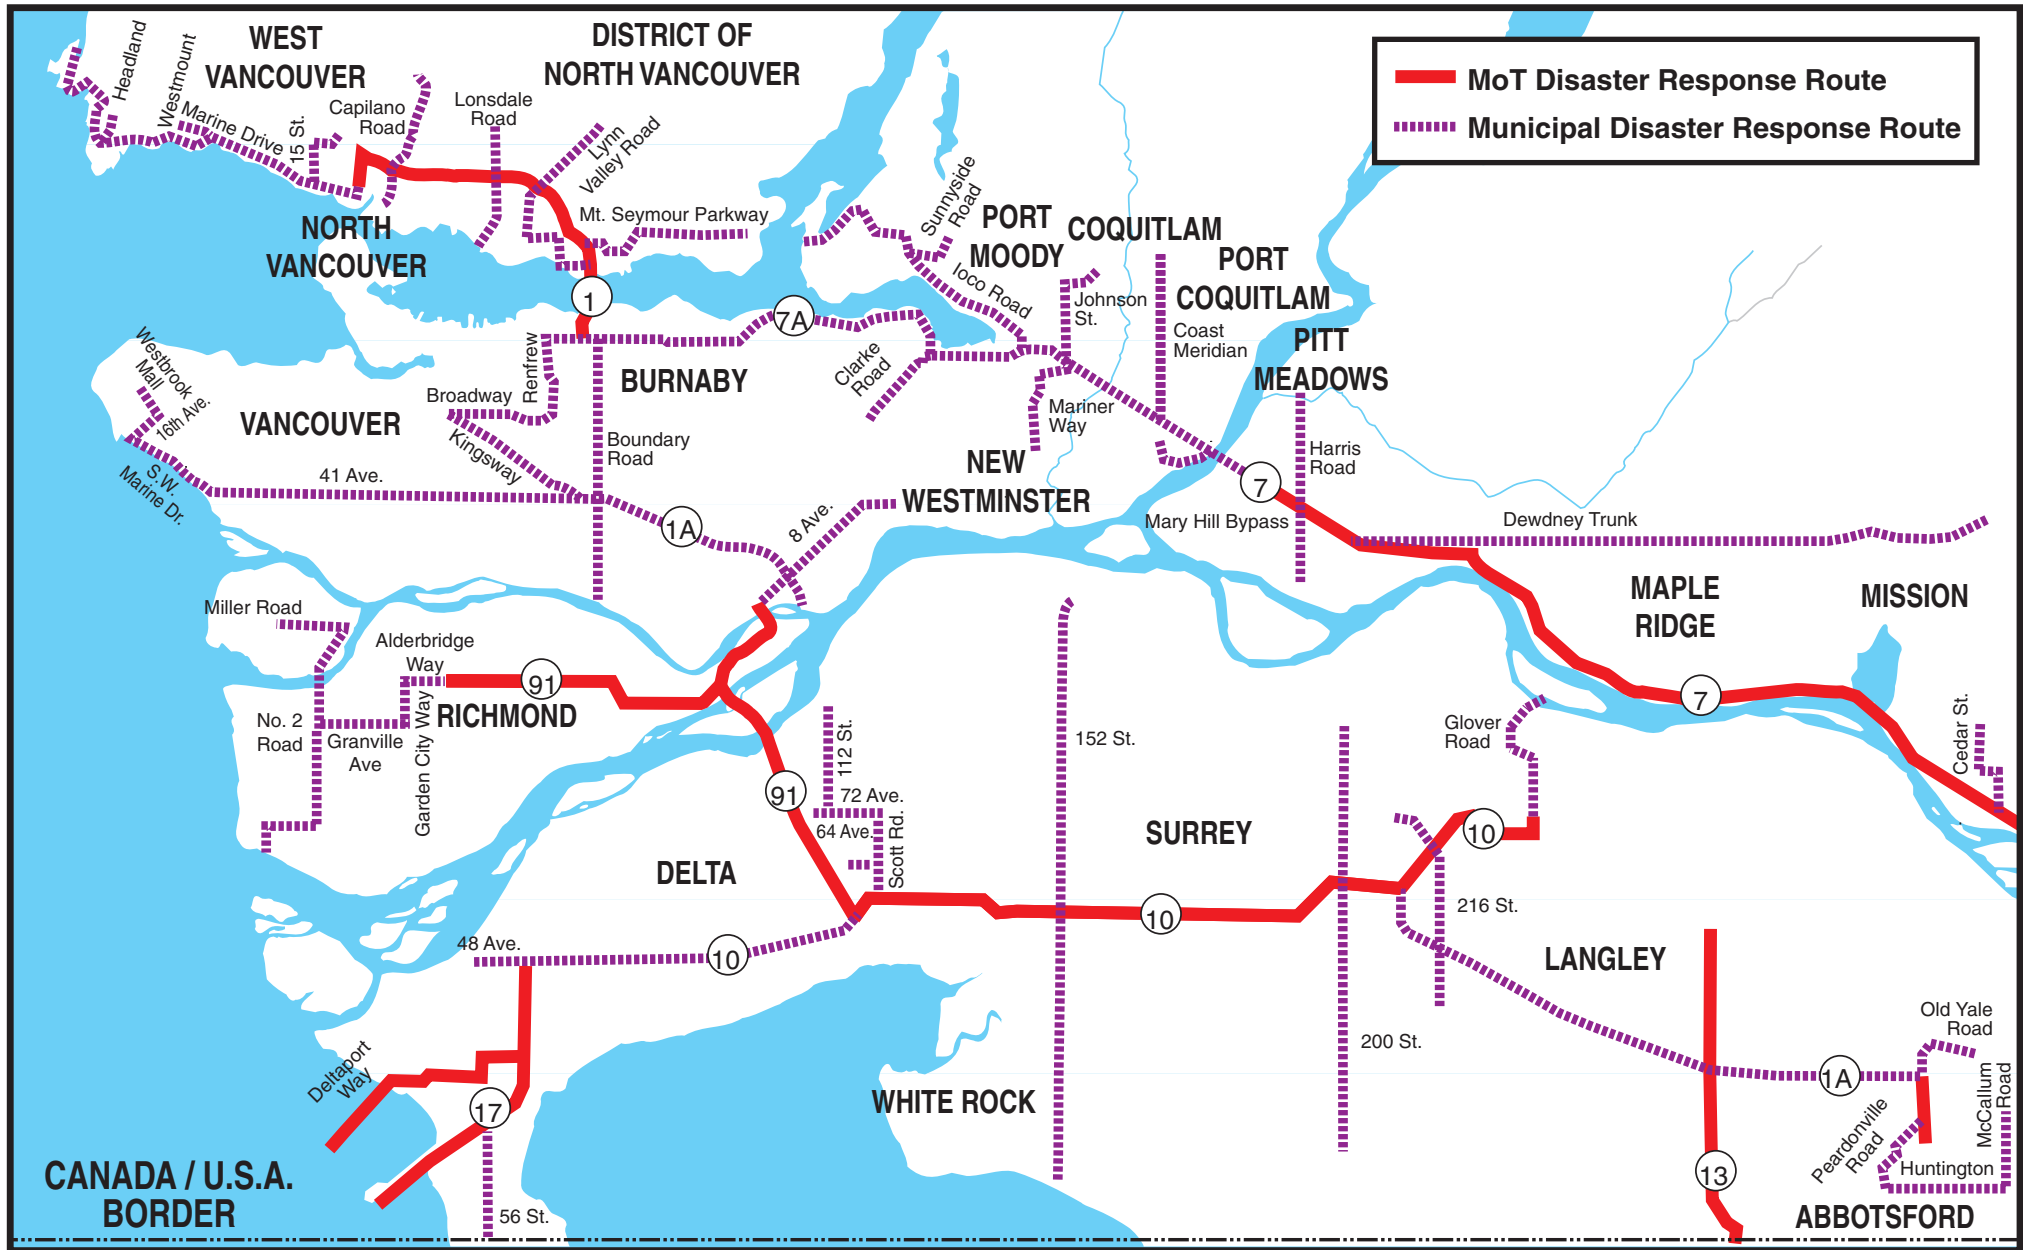 WEST
VANCOUVER
DISTRICT OF
NORTH VANCOUVER
MoT Disaster Response Route
Municipal Disaster Response Route
Headland
Westmount
Marine Drive
15 St.
Capilano
Road
Lonsdale
Road
Lynn
Valley Road
Mt. Seymour Parkway
NORTH
VANCOUVER
Sunnyside
Road
PORT
MOODY
COQUITLAM
PORT
COQUITLAM
Ioco Road
Johnson
St.
Coast
Meridian
PITT
MEADOWS
1
7A
Westbrook
Mall
16th Ave.
VANCOUVER
Broadway
Renfrew
BURNABY
Clarke
Road
Mariner
Way
Kingsway
Boundary
Road
S.W.
Marine Dr.
41 Ave.
1A
8 Ave.
NEW
WESTMINSTER
7
Harris
Road
Mary Hill Bypass
Dewdney Trunk
MAPLE
RIDGE
MISSION
Miller Road
Alderbridge
Way
91
RICHMOND
No. 2
Road
Granville
Ave
Garden City Way
91
112 St.
72 Ave.
64 Ave.
Scott Rd.
152 St.
Glover
Road
7
Cedar St.
SURREY
10
DELTA
48 Ave.
10
10
216 St.
LANGLEY
200 St.
Old Yale
Road
1A
McCallum
Road
Peardonville
Road
Huntington
13
ABBOTSFORD
Deltaport
Way
17
WHITE ROCK
56 St.
CANADA / U.S.A.
BORDER